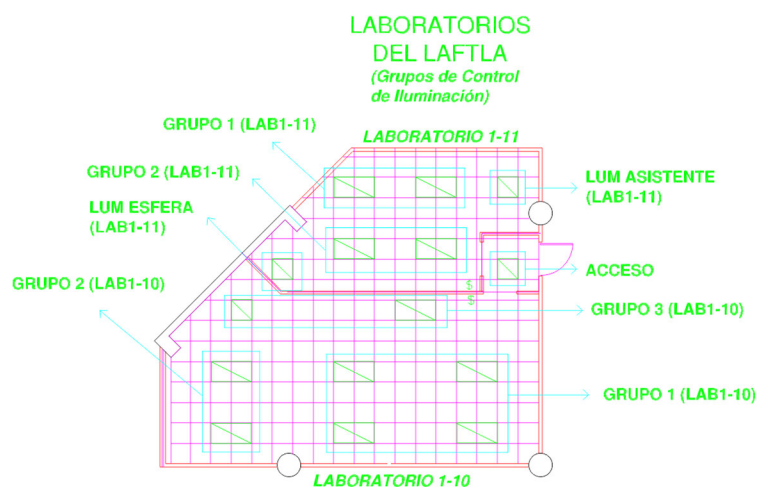 LABORATORIOS
DEL LAFTLA
(Grupos de Control
de Iluminación)
GRUPO 1 (LAB1-11)
LABORATORIO 1-11
GRUPO 2 (LAB1-11)
LUM ASISTENTE
(LAB1-11)
LUM ESFERA
(LAB1-11)
ACCESO
GRUPO 2 (LAB1-10)
GRUPO 3 (LAB1-10)
GRUPO 1 (LAB1-10)
LABORATORIO 1-10